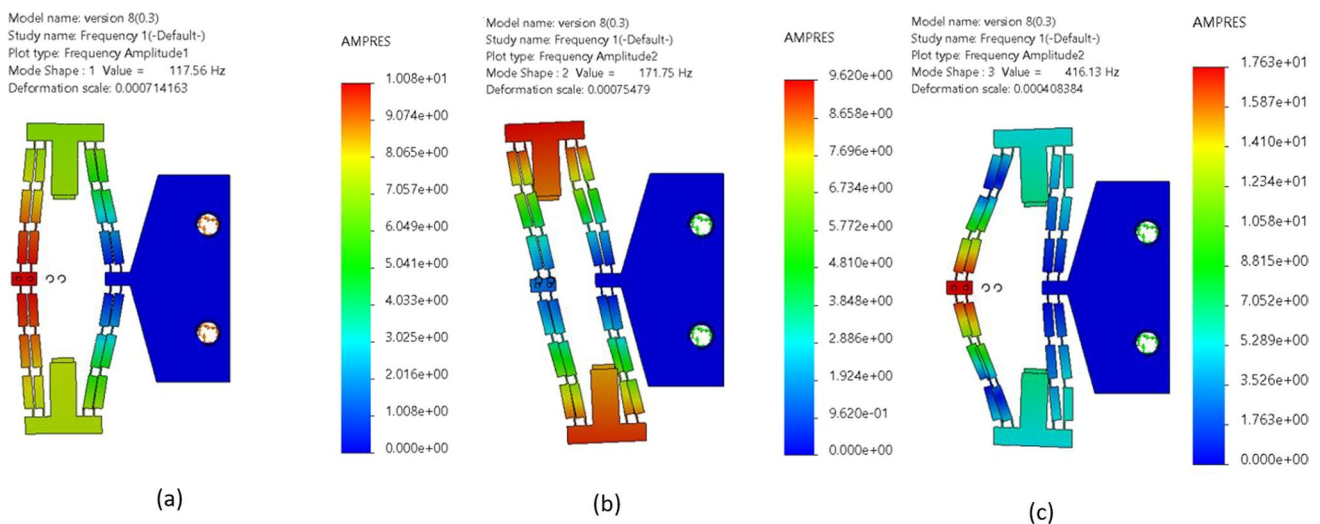 Model name: version 8(0.3)
Study name: Frequency 1(-Default-)
Plot type: Frequency Amplitude1
Mode Shape : 1 Value = 117.56 Hz
Deformation scale: 0.000714163
AMPRES
1.008e+01
9.074e+00
8.065e+00
7.057e+00
6.049e+00
5.041e+00
4.033e+00
3.025e+00
2.016e+00
1.008e+00
0.000e+00
(a)
Model name: version 8(0.3)
Study name: Frequency 1(-Default-)
Plot type: Frequency Amplitude2
Mode Shape : 2 Value = 171.75 Hz
Deformation scale: 0.00075479
AMPRES
9.620e+00
8.658e+00
7.696e+00
6.734e+00
5.772e+00
4.810e+00
3.848e+00
2.886e+00
1.924e+00
9.620e-01
0.000e+00
(b)
Model name: version 8(0.3)
Study name: Frequency 1(-Default-)
Plot type: Frequency Amplitude2
Mode Shape : 3 Value = 416.13 Hz
Deformation scale: 0.000408384
AMPRES
1.763e+01
1.587e+01
1.410e+01
1.234e+01
1.058e+01
8.815e+00
7.052e+00
5.289e+00
3.526e+00
1.763e+00
0.000e+00
(c)